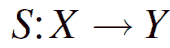 S: X → Y